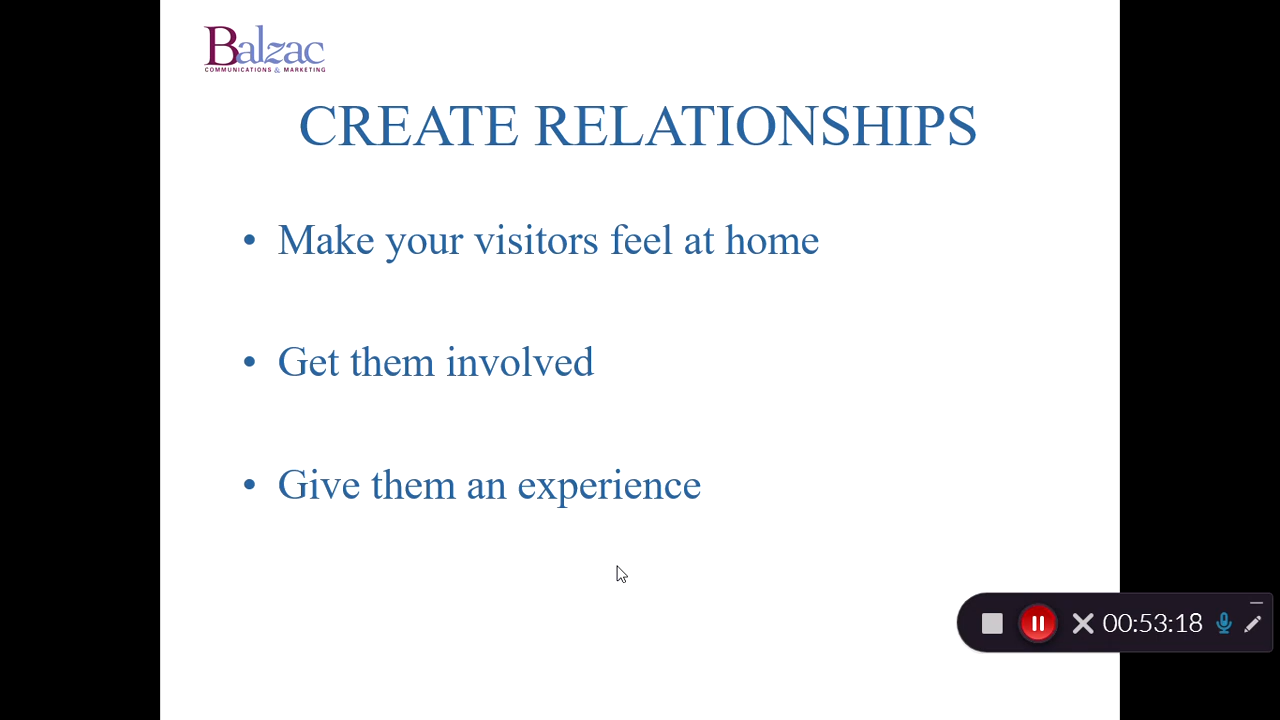 Balzac
COMMUNICATIONS & MARKETING
CREATE RELATIONSHIPS
• Make your visitors feel at home
• Get them involved
• Give them an experience
00:53:18